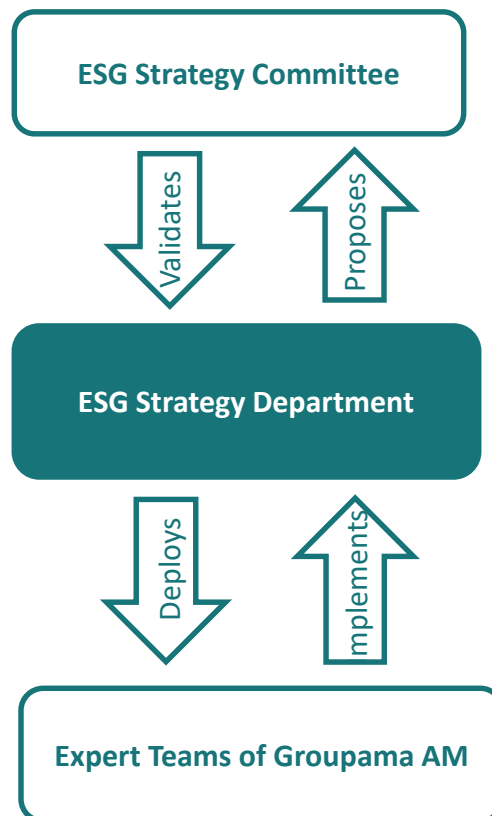 ESG Strategy Committee
Validates
Proposes
ESG Strategy Department
Deploys
mplements
Expert Teams of Groupama AM